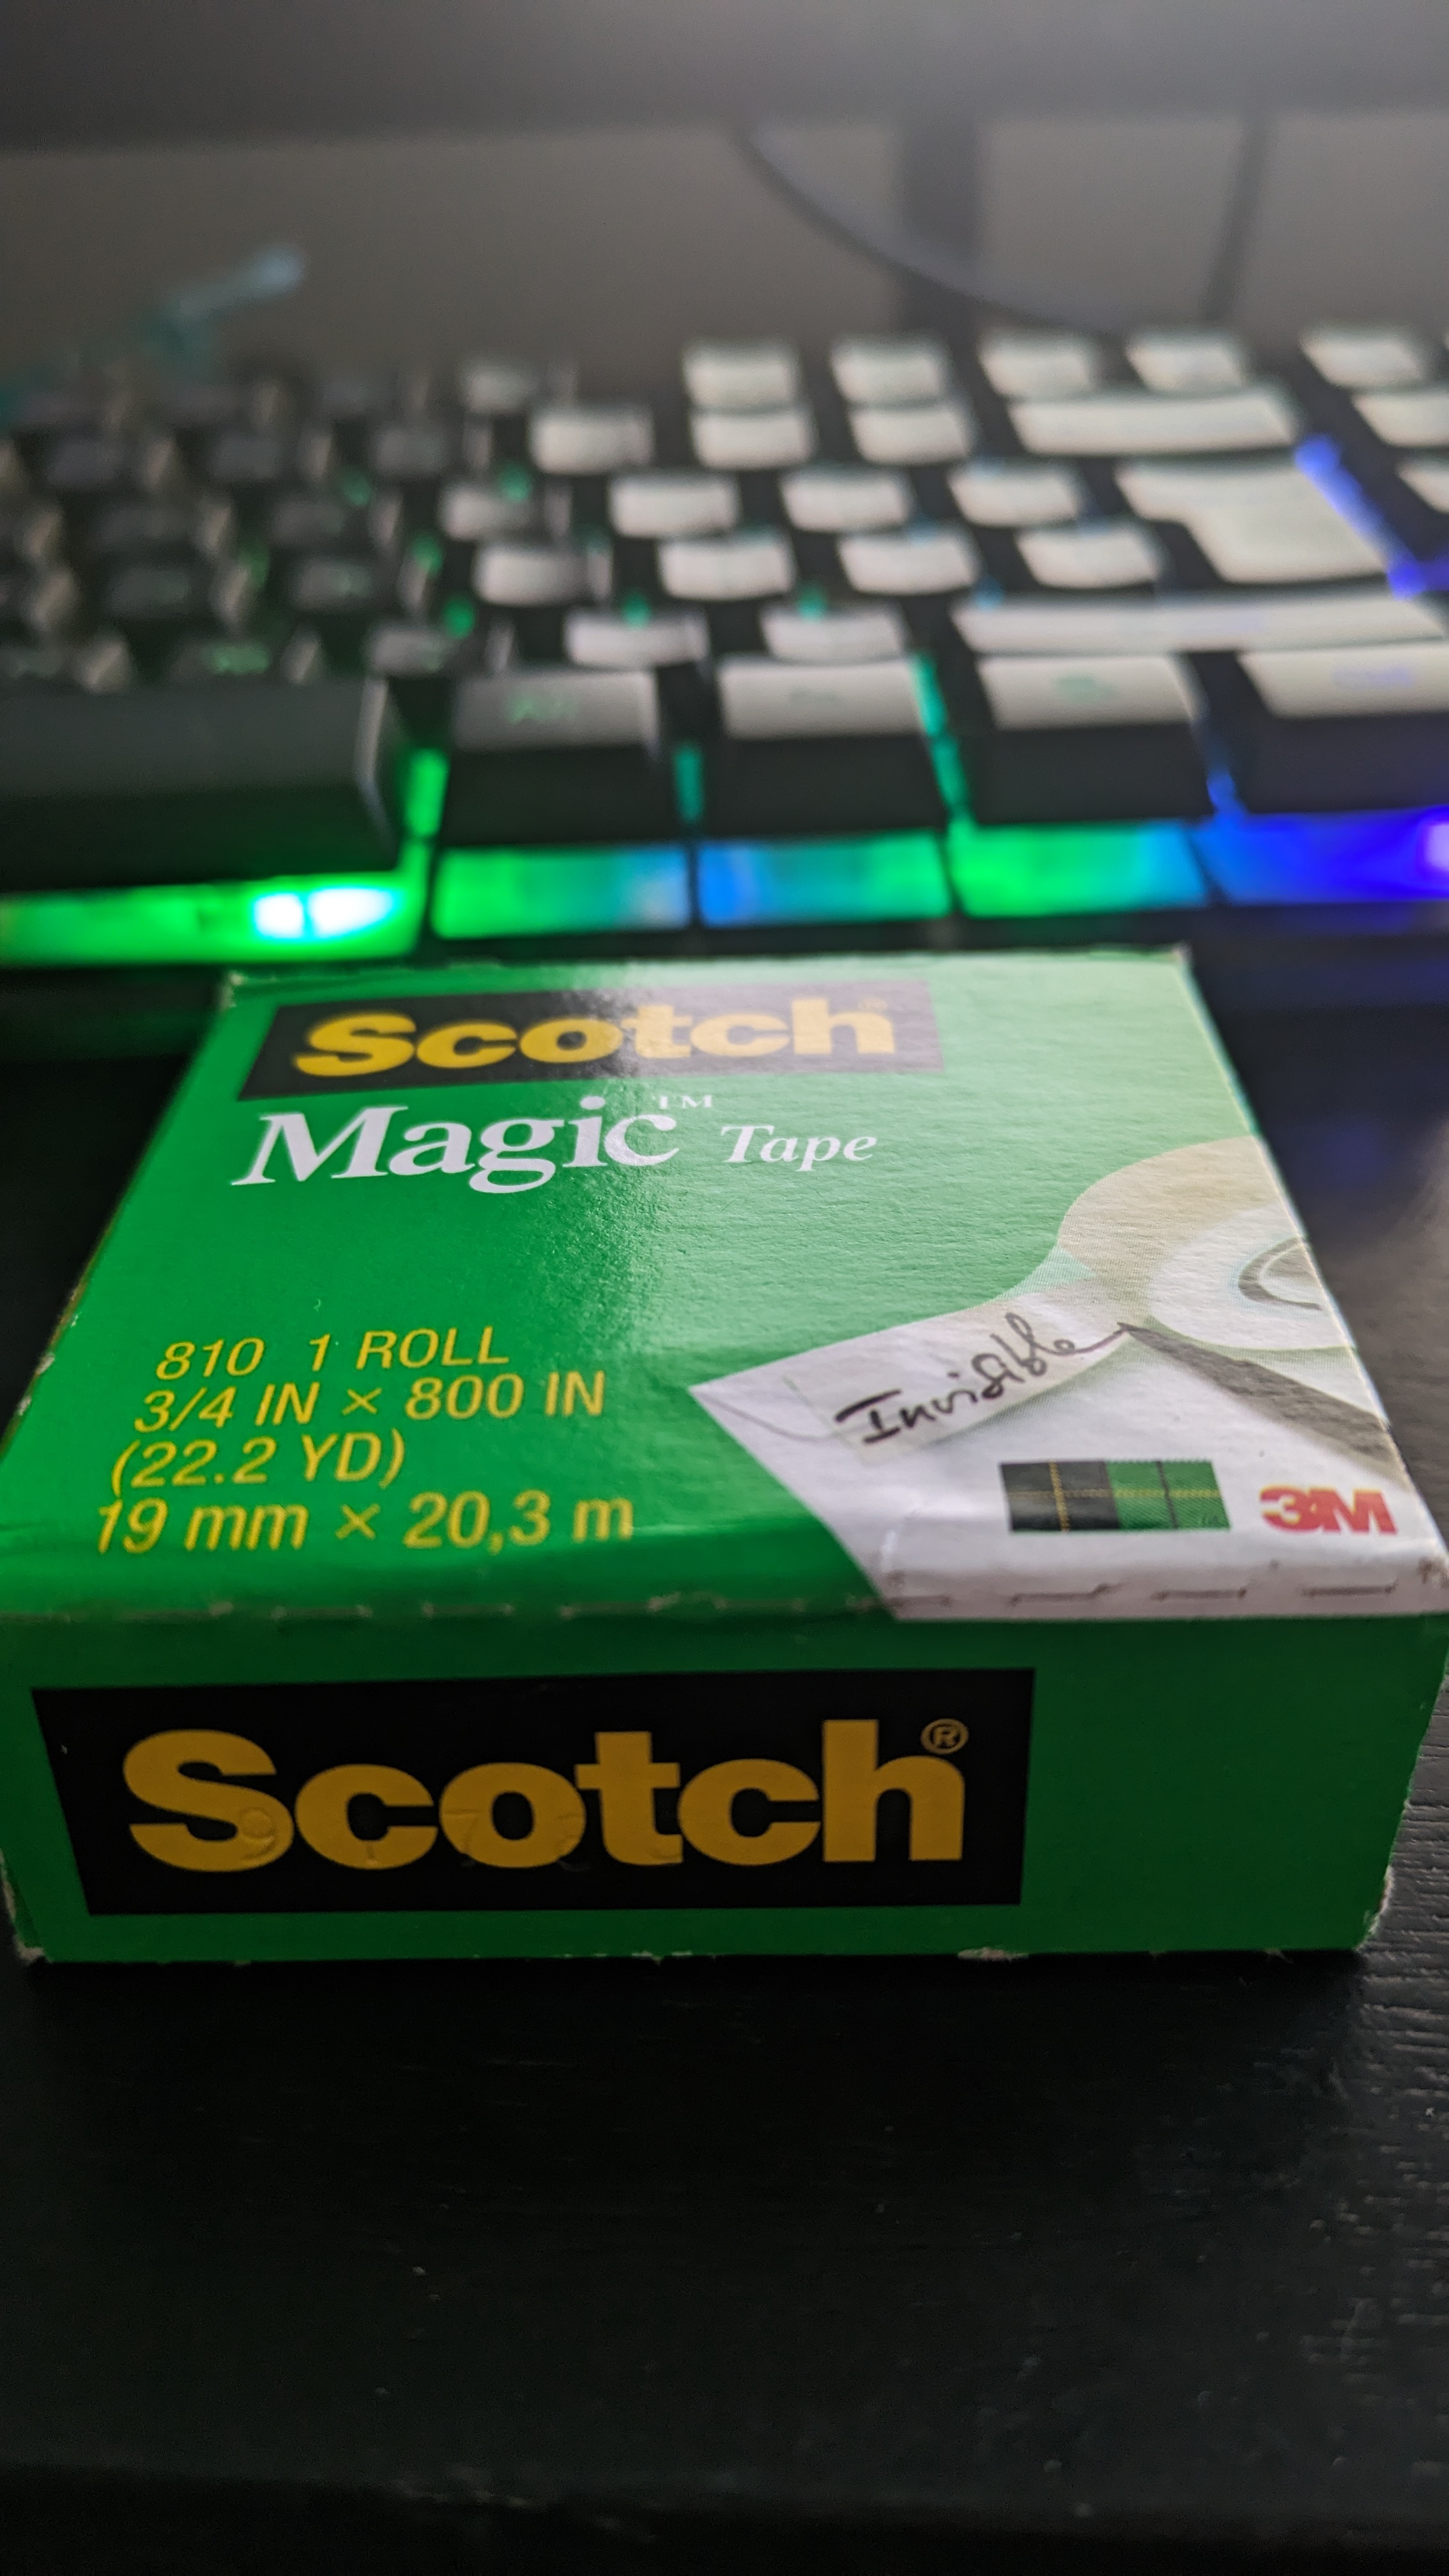 Scotch®
Magic™ Tape
810 1 ROLL
3/4 IN × 800 IN
(22.2 YD)
19 mm × 20,3 m
Invisible
3M
Scotch®